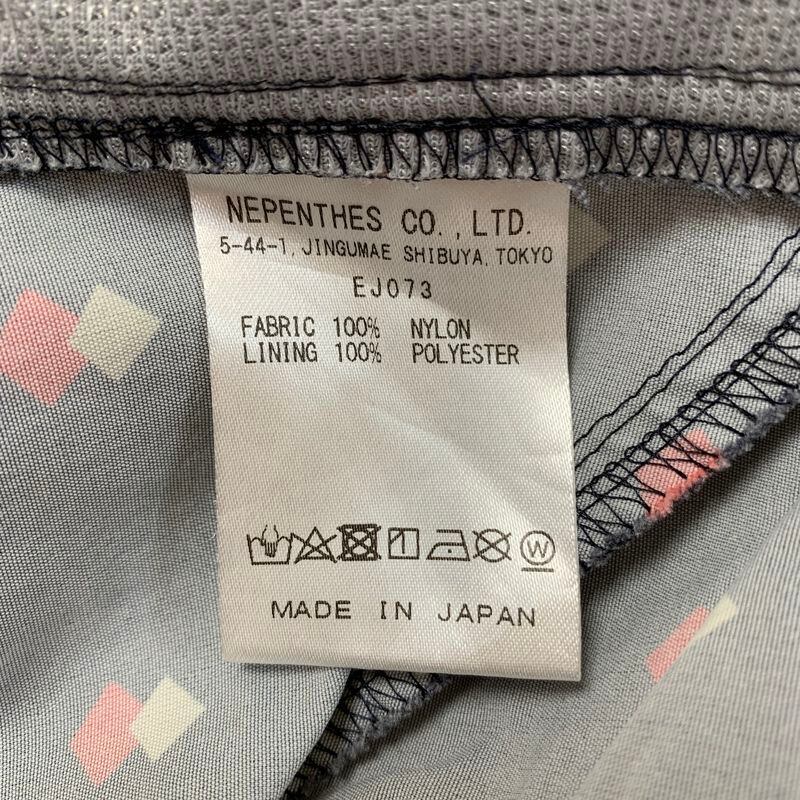 NEPENTHES CO.,LTD.
5-44-1, JINGUMAE SHIBUYA, TOKYO
EJ073
FABRIC 100% NYLON
LINING 100% POLYESTER
W
MADE IN JAPAN